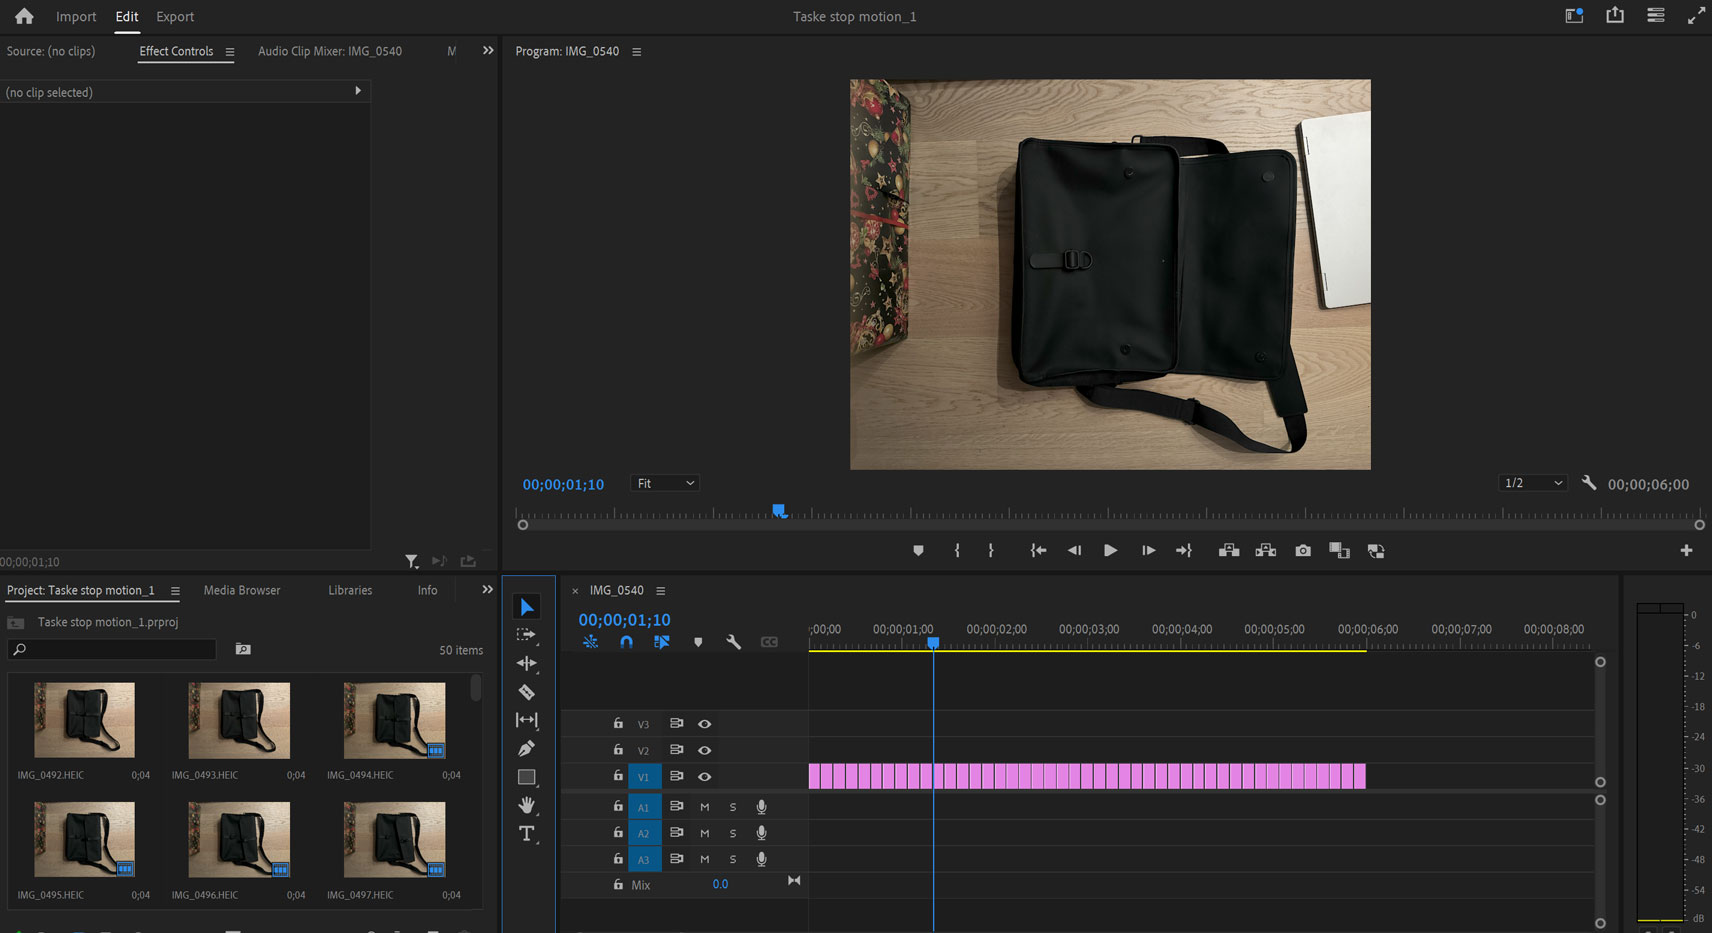 Import Edit Export
Taske stop motion_1
Source: (no clips) Effect Controls Audio Clip Mixer: IMG_0540 M
(no clip selected)
00;00;01;10
Program: IMG_0540
00;00;01;10 Fit 1/2 00;00;06;00
Project: Taske stop motion_1 Media Browser Libraries Info
Taske stop motion_1.prproj
50 items
IMG_0492.HEIC 0;04 IMG_0493.HEIC 0;04 IMG_0494.HEIC 0;04
IMG_0495.HEIC 0;04 IMG_0496.HEIC 0;04 IMG_0497.HEIC 0;04
× IMG_0540
00;00;01;10
;00;00 00;00;01;00 00;00;02;00 00;00;03;00 00;00;04;00 00;00;05;00 00;00;06;00 00;00;07;00 00;00;08;00
CC
V3
V2
V1
A1 M S
A2 M S
A3 M S
Mix 0.0
0
-6
-12
-18
-24
-30
-36
-42
-48
-54
dB